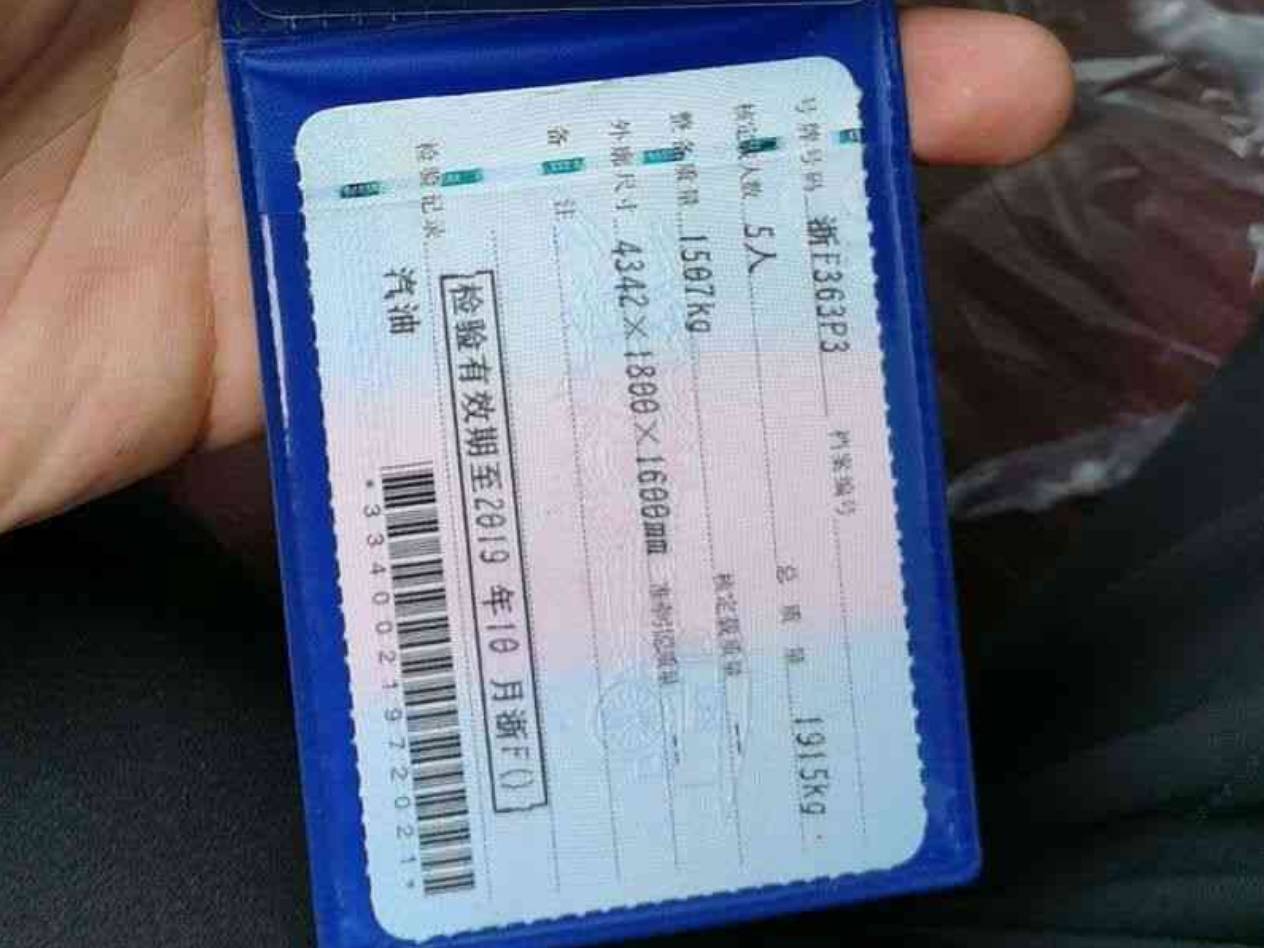 号牌号码 浙F363P3 档案编号
核定载人数 5人 总质量 1915kg
整备质量 1507kg 核定载质量 --
外廓尺寸 4342×1800×1600mm 准牵引总质量 --
备注
检验有效期至2019年10月浙F()
检验记录
汽油
*3340021972021*